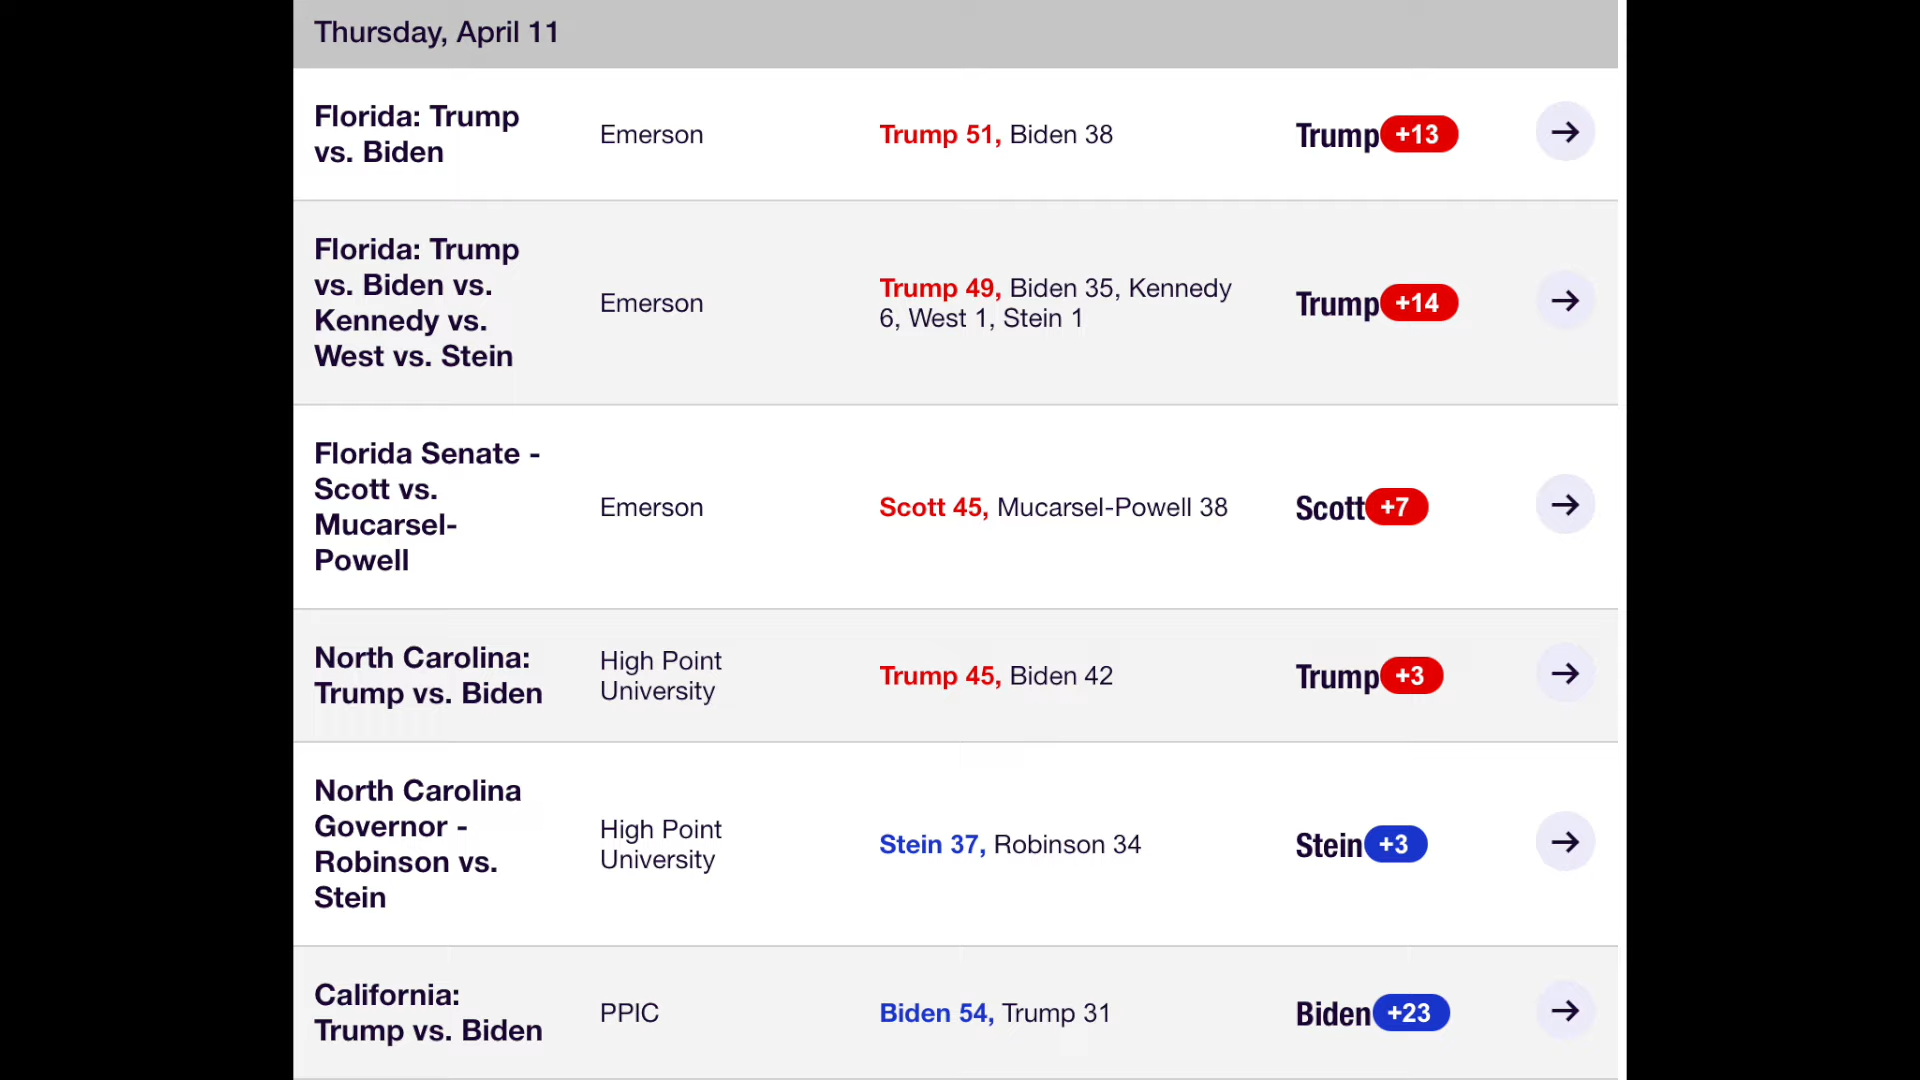 Thursday, April 11
Florida: Trump
vs. Biden
Emerson
Trump 51, Biden 38
Trump +13
Florida: Trump
vs. Biden vs.
Kennedy vs.
West vs. Stein
Emerson
Trump 49, Biden 35, Kennedy
6, West 1, Stein 1
Trump +14
Florida Senate -
Scott vs.
Mucarsel-
Powell
Emerson
Scott 45, Mucarsel-Powell 38
Scott +7
North Carolina:
Trump vs. Biden
High Point
University
Trump 45, Biden 42
Trump +3
North Carolina
Governor -
Robinson vs.
Stein
High Point
University
Stein 37, Robinson 34
Stein +3
California:
Trump vs. Biden
PPIC
Biden 54, Trump 31
Biden +23